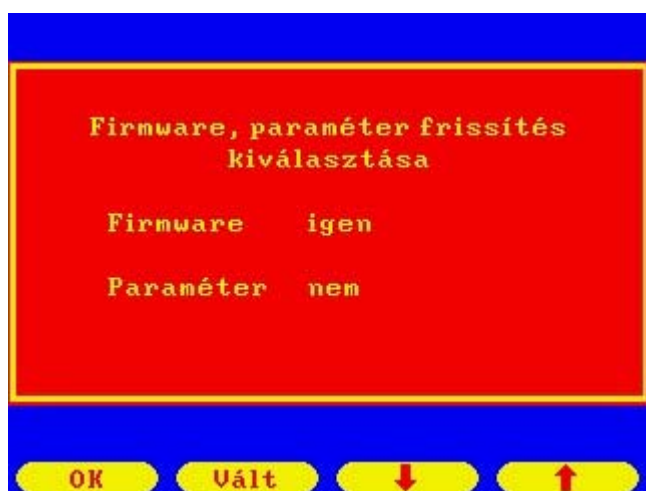 Firmware, paraméter frissítés
kiválasztása
Firmware igen
Paraméter nem
OK Vált ↓ ↑